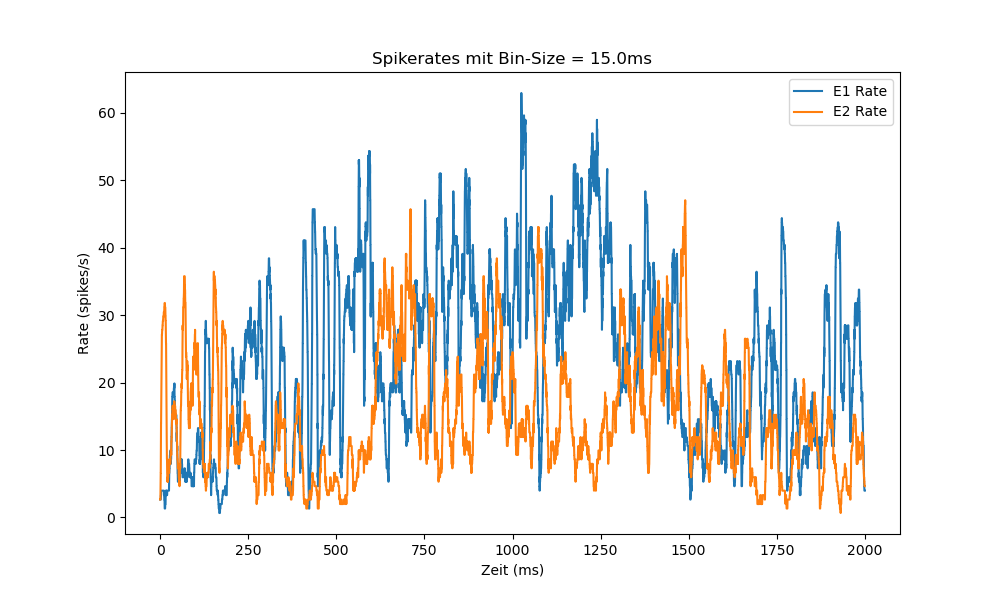 Spikerates mit Bin-Size = 15.0ms
E1 Rate
E2 Rate
60
50
40
30
20
10
0
Rate (spikes/s)
0 250 500 750 1000 1250 1500 1750 2000
Zeit (ms)